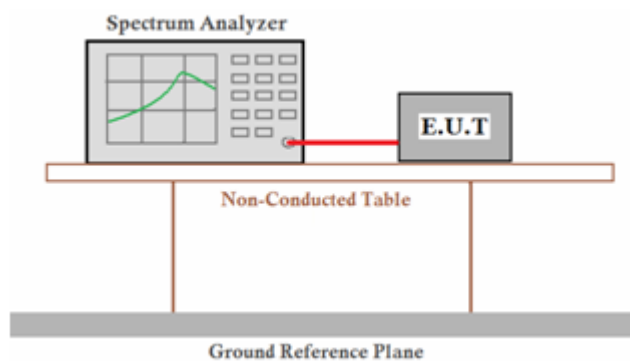 Spectrum Analyzer
E.U.T
Non-Conducted Table
Ground Reference Plane